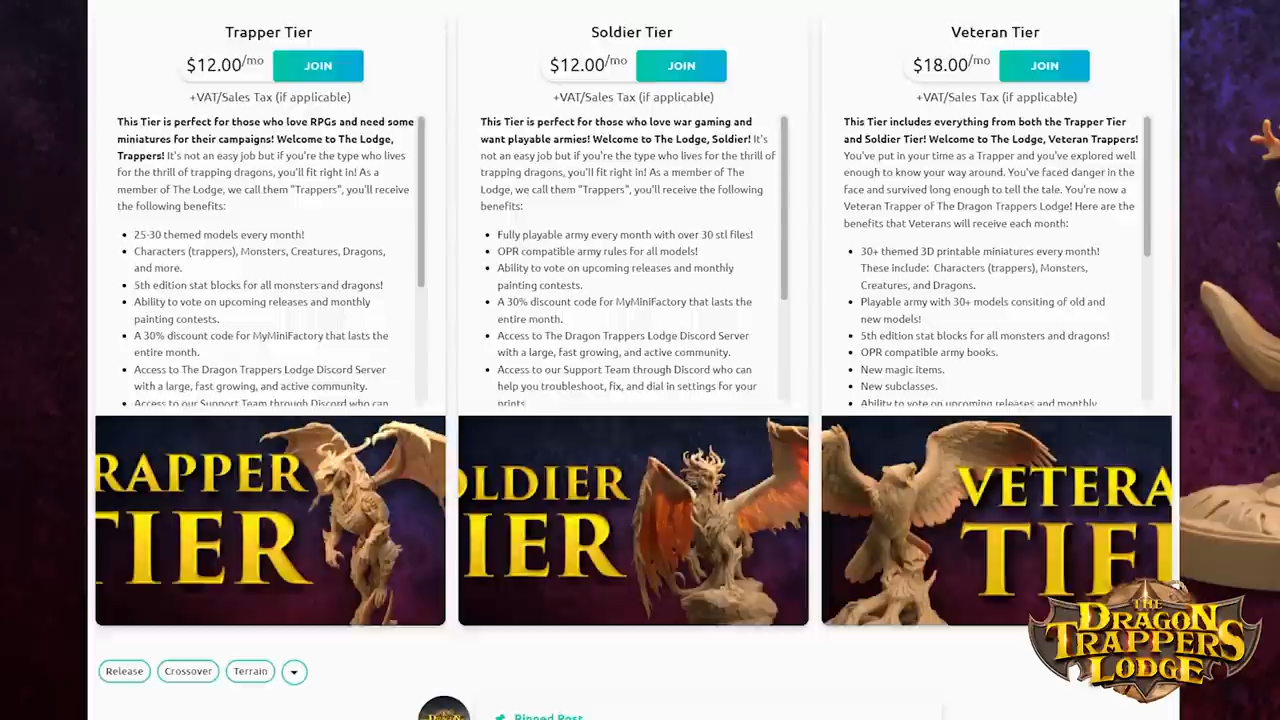 Trapper Tier
$12.00/mo JOIN
+VAT/Sales Tax (if applicable)
This Tier is perfect for those who love RPGs and need some
miniatures for their campaigns! Welcome to The Lodge,
Trappers! It's not an easy job but if you're the type who lives
for the thrill of trapping dragons, you'll fit right in! As a
member of The Lodge, we call them "Trappers", you'll receive
the following benefits:
25-30 themed models every month!
Characters (trappers), Monsters, Creatures, Dragons,
and more.
5th edition stat blocks for all monsters and dragons!
Ability to vote on upcoming releases and monthly
painting contests.
A 30% discount code for MyMiniFactory that lasts the
entire month.
Access to The Dragon Trappers Lodge Discord Server
with a large, fast growing, and active community.
Access to our Support Team through Discord who can
RAPPER
TIER
Soldier Tier
$12.00/mo JOIN
+VAT/Sales Tax (if applicable)
This Tier is perfect for those who love war gaming and
want playable armies! Welcome to The Lodge, Soldier! It's
not an easy job but if you're the type who lives for the thrill of
trapping dragons, you'll fit right in! As a member of The
Lodge, we call them "Trappers", you'll receive the following
benefits:
Fully playable army every month with over 30 stl files!
OPR compatible army rules for all models!
Ability to vote on upcoming releases and monthly
painting contests.
A 30% discount code for MyMiniFactory that lasts the
entire month.
Access to The Dragon Trappers Lodge Discord Server
with a large, fast growing, and active community.
Access to our Support Team through Discord who can
help you troubleshoot, fix, and dial in settings for your
prints.
OLDIER
IER
Veteran Tier
$18.00/mo JOIN
+VAT/Sales Tax (if applicable)
This Tier includes everything from both the Trapper Tier
and Soldier Tier! Welcome to The Lodge, Veteran Trappers!
You've put in your time as a Trapper and you've explored well
enough to know your way around. You've faced danger in the
face and survived long enough to tell the tale. You're now a
Veteran Trapper of The Dragon Trappers Lodge! Here are the
benefits that Veterans will receive each month:
30+ themed 3D printable miniatures every month!
These include: Characters (trappers), Monsters,
Creatures, and Dragons.
Playable army with 30+ models consiting of old and
new models!
5th edition stat blocks for all monsters and dragons!
OPR compatible army books.
New magic items.
New subclasses.
Ability to vote on upcoming releases and monthly
VETERA
TIE
Release Crossover Terrain
Pinned Post
THE
DRAGON
TRAPPERS
LODGE